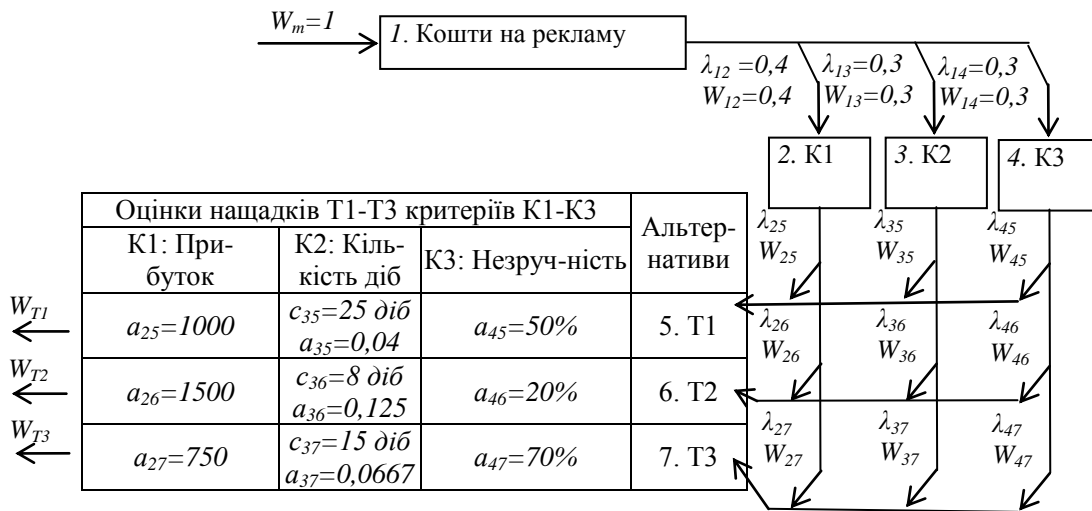 W_m=1
1. Кошти на рекламу
λ_12 =0,4
W_12=0,4
λ_13=0,3
W_13=0,3
λ_14=0,3
W_14=0,3
2. К1
3. К2
4. К3
Оцінки нащадків Т1-Т3 критеріїв К1-К3
Альтер-
нативи
К1: При-
буток
К2: Кіль-
кість діб
К3: Незруч-ність
λ_25
W_25
λ_35
W_35
λ_45
W_45
W_T1
a_25=1000
c_35=25 діб
a_35=0,04
a_45=50%
5. Т1
λ_26
W_26
λ_36
W_36
λ_46
W_46
W_T2
a_26=1500
c_36=8 діб
a_36=0,125
a_46=20%
6. Т2
λ_27
W_27
λ_37
W_37
λ_47
W_47
W_T3
a_27=750
c_37=15 діб
a_37=0,0667
a_47=70%
7. Т3